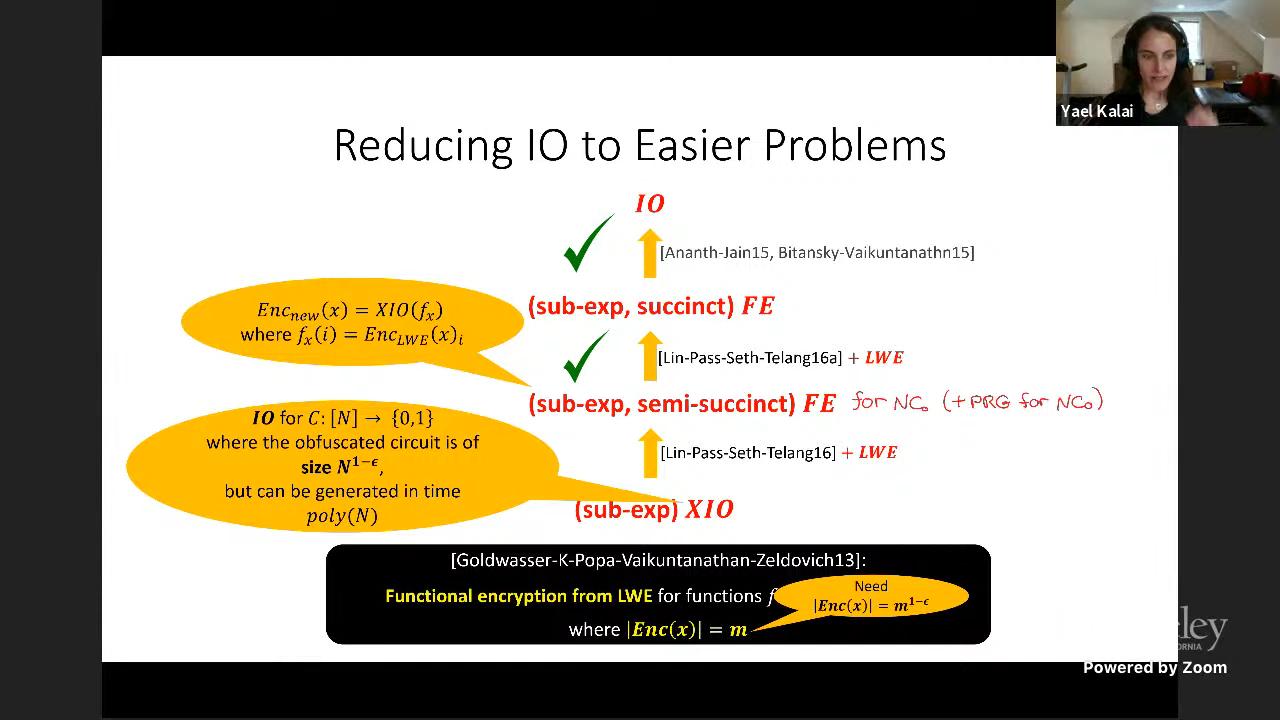 Yael Kalai
Reducing IO to Easier Problems
IO
[Ananth-Jain15, Bitansky-Vaikuntanathn15]
(sub-exp, succinct) FE
Enc_new(x) = XIO(f_x)
where f_x(i) = Enc_LWE(x)_i
[Lin-Pass-Seth-Telang16a] + LWE
(sub-exp, semi-succinct) FE for NC₀ (+PRG for NC₀)
IO for C: [N] → {0,1}
where the obfuscated circuit is of
size N^{1−ϵ},
but can be generated in time
poly(N)
[Lin-Pass-Seth-Telang16] + LWE
(sub-exp) XIO
[Goldwasser-K-Popa-Vaikuntanathan-Zeldovich13]:
Functional encryption from LWE for functions f
Need
|Enc(x)| = m^{1−ϵ}
where |Enc(x)| = m
Powered by Zoom